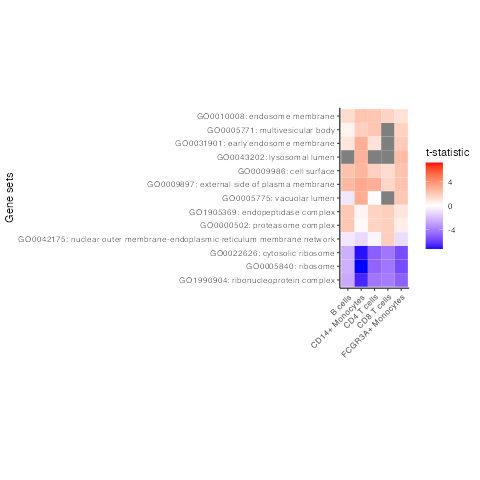 Gene sets
GO0010008: endosome membrane
GO0005771: multivesicular body
GO0031901: early endosome membrane
GO0043202: lysosomal lumen
GO0009986: cell surface
GO0009897: external side of plasma membrane
GO0005775: vacuolar lumen
GO1905369: endopeptidase complex
GO0000502: proteasome complex
GO0042175: nuclear outer membrane-endoplasmic reticulum membrane network
GO0022626: cytosolic ribosome
GO0005840: ribosome
GO1990904: ribonucleoprotein complex
B cells
CD14+ Monocytes
CD4 T cells
CD8 T cells
FCGR3A+ Monocytes
t-statistic
4
0
-4